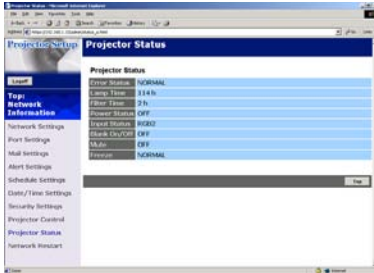 Projector Setup
Projector Status
Logoff
Top:
Network
Information
Network Settings
Port Settings
Mail Settings
Alert Settings
Schedule Settings
Date/Time Settings
Security Settings
Projector Control
Projector Status
Network Restart
Projector Status
Error Status NORMAL
Lamp Time 114 h
Filter Time 2 h
Power Status OFF
Input Status RGB2
Blank On/Off OFF
Mute OFF
Freeze NORMAL
Top